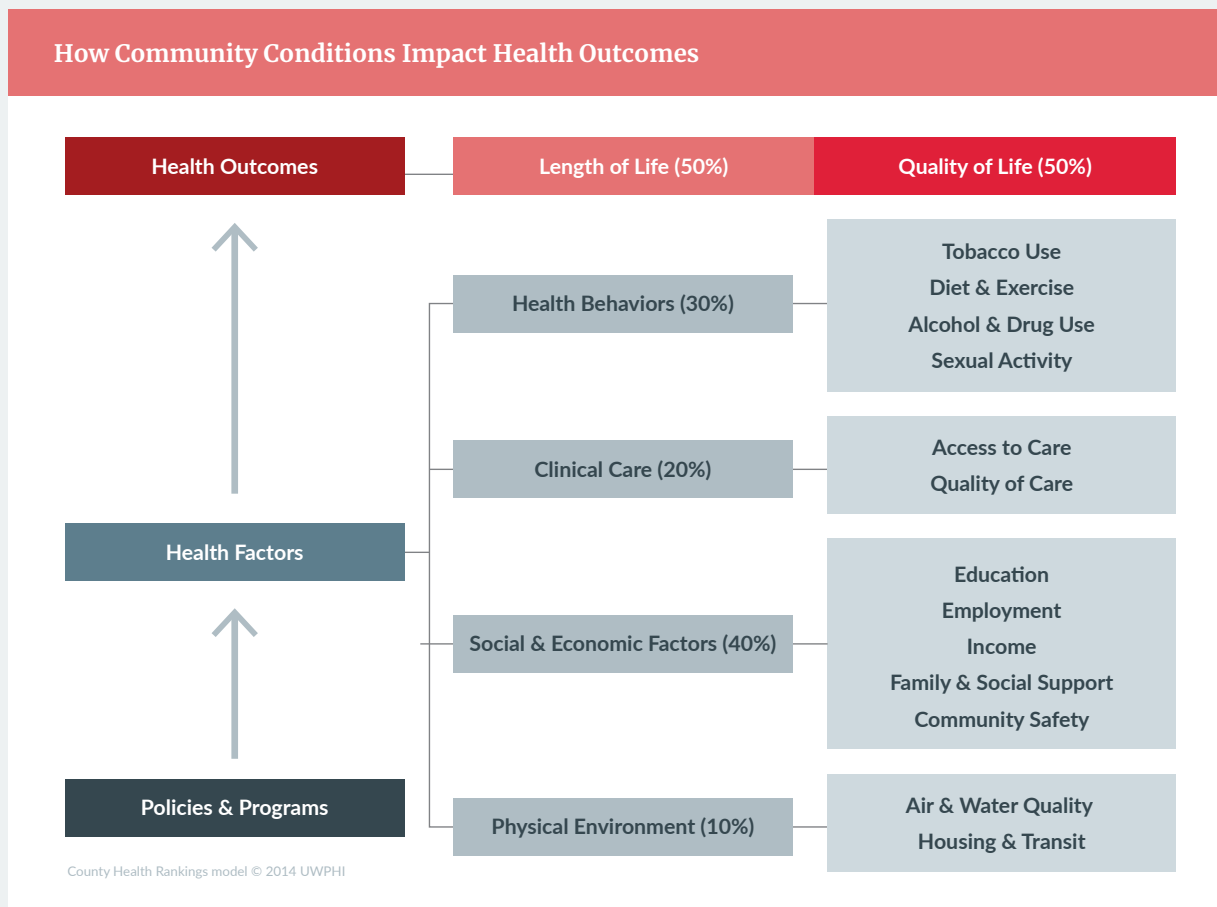 How Community Conditions Impact Health Outcomes
Health Outcomes
Length of Life (50%)
Quality of Life (50%)
Health Behaviors (30%)
Tobacco Use
Diet & Exercise
Alcohol & Drug Use
Sexual Activity
Clinical Care (20%)
Access to Care
Quality of Care
Health Factors
Social & Economic Factors (40%)
Education
Employment
Income
Family & Social Support
Community Safety
Policies & Programs
Physical Environment (10%)
Air & Water Quality
Housing & Transit
County Health Rankings model © 2014 UWPHI